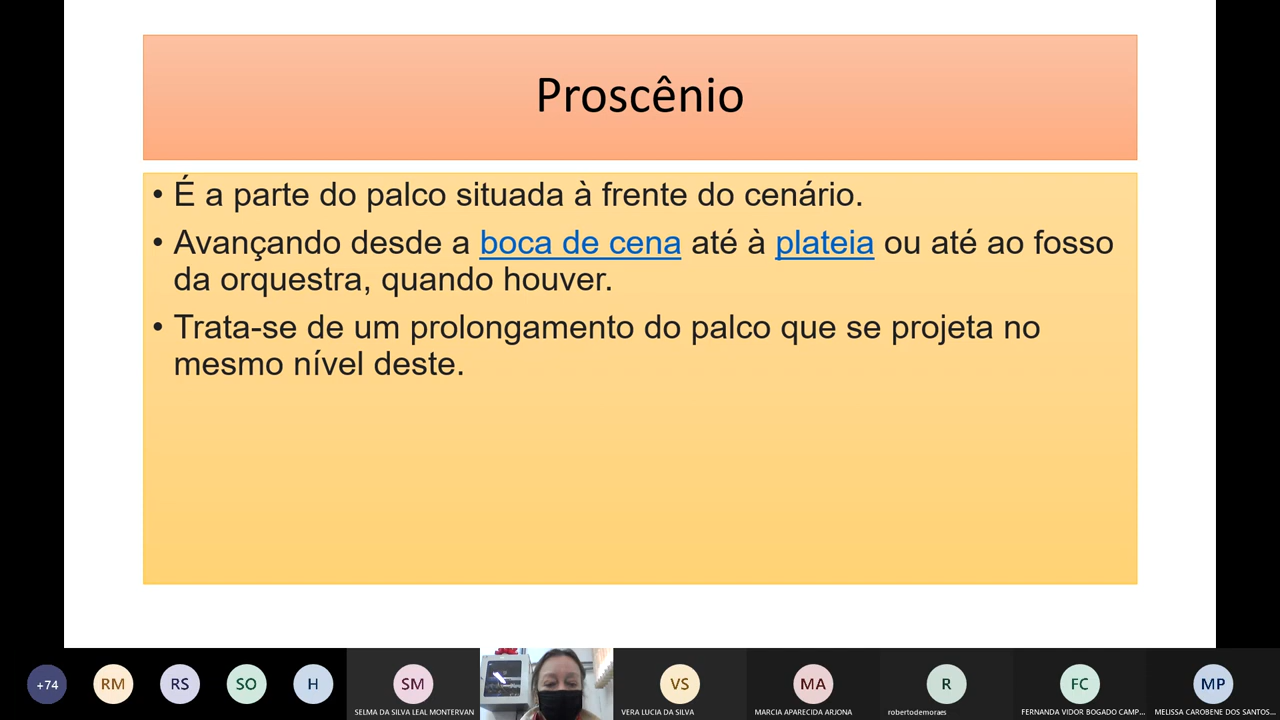 Proscênio
• É a parte do palco situada à frente do cenário.
• Avançando desde a boca de cena até à plateia ou até ao fosso
da orquestra, quando houver.
• Trata-se de um prolongamento do palco que se projeta no
mesmo nível deste.
+74
RM
RS
SO
H
SM
VS
MA
R
FC
MP
SELMA DA SILVA LEAL MONTERVAN
VERA LUCIA DA SILVA
MARCIA APARECIDA ARJONA
robertodemoraes
FERNANDA VIDOR BOGADO CAMP...
MELISSA CAROBENE DOS SANTOS...